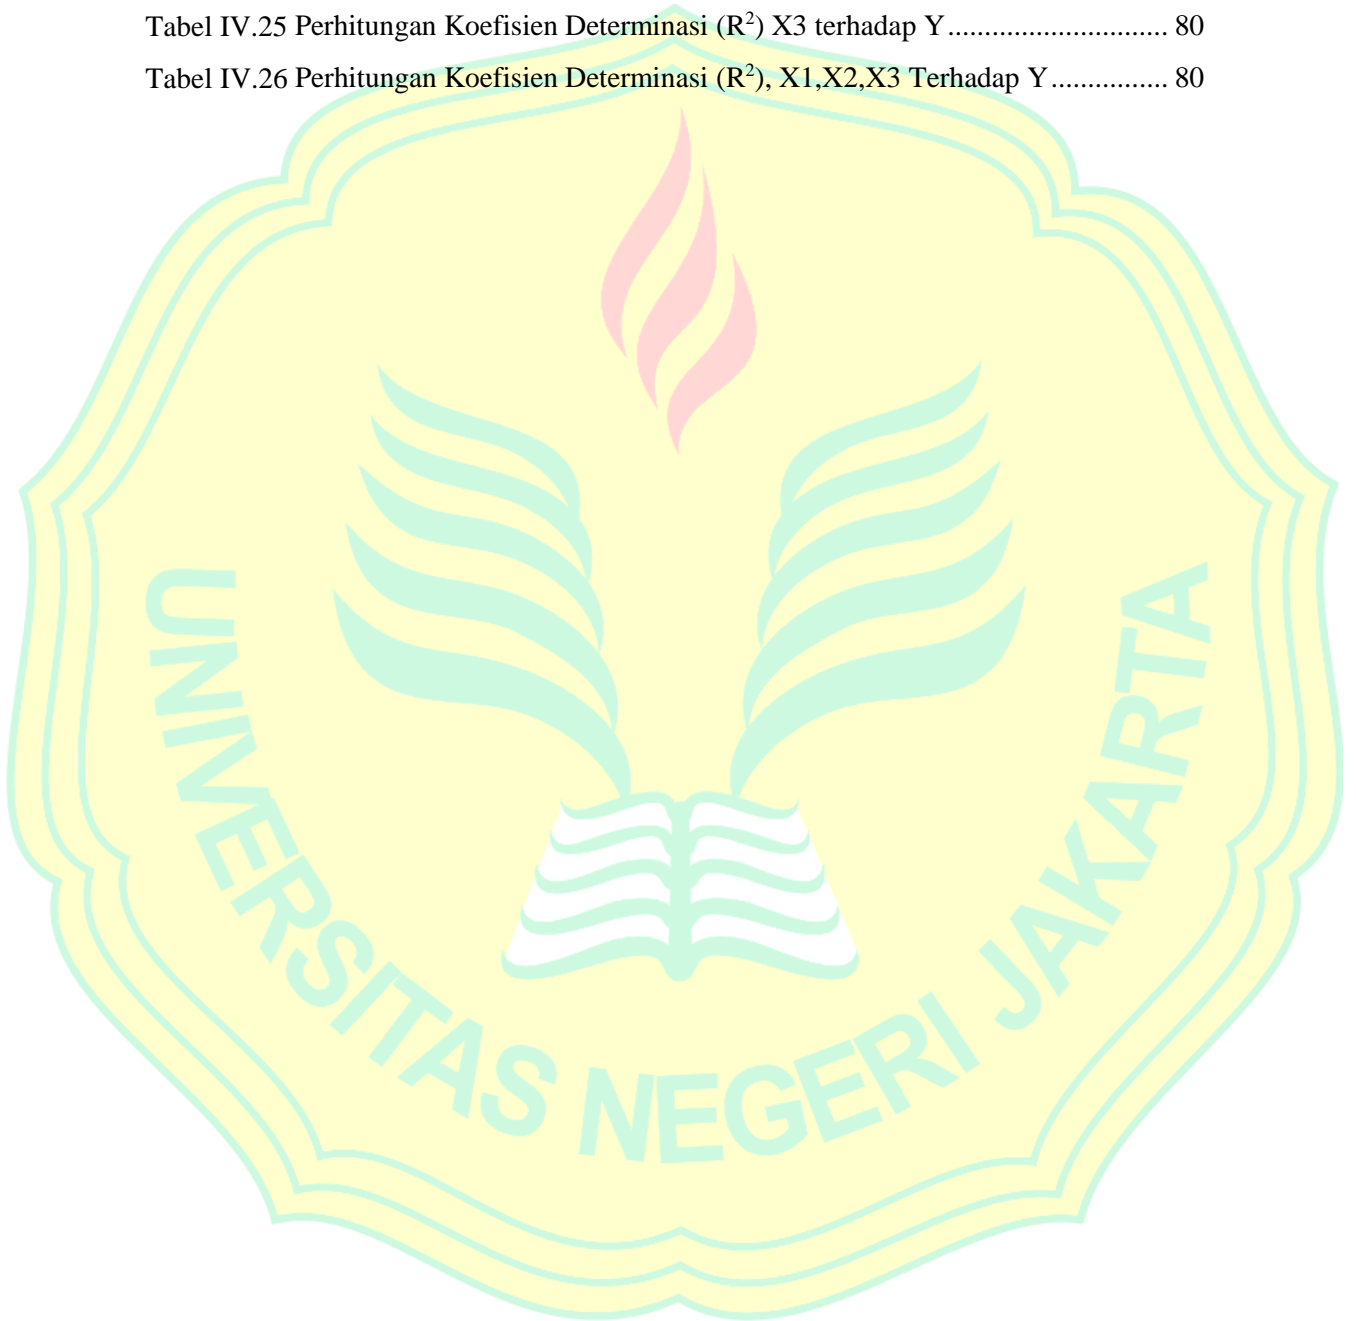 Tabel IV.25 Perhitungan Koefisien Determinasi (R²) X3 terhadap Y.............................. 80
Tabel IV.26 Perhitungan Koefisien Determinasi (R²), X1,X2,X3 Terhadap Y................ 80
UNIVERSITAS NEGERI JAKARTA